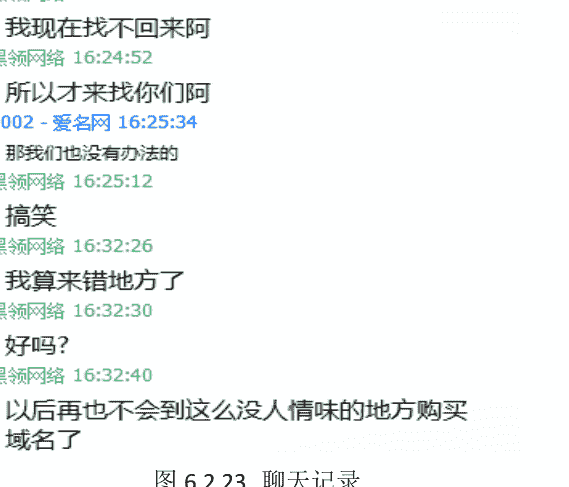 我现在找不回来阿
黑领网络 16:24:52
所以才来找你们阿
002 - 爱名网 16:25:34
那我们也没有办法的
黑领网络 16:25:12
搞笑
黑领网络 16:32:26
我算来错地方了
黑领网络 16:32:30
好吗?
黑领网络 16:32:40
以后再也不会到这么没人情味的地方购买
域名了
图 6.2.23 聊天记录